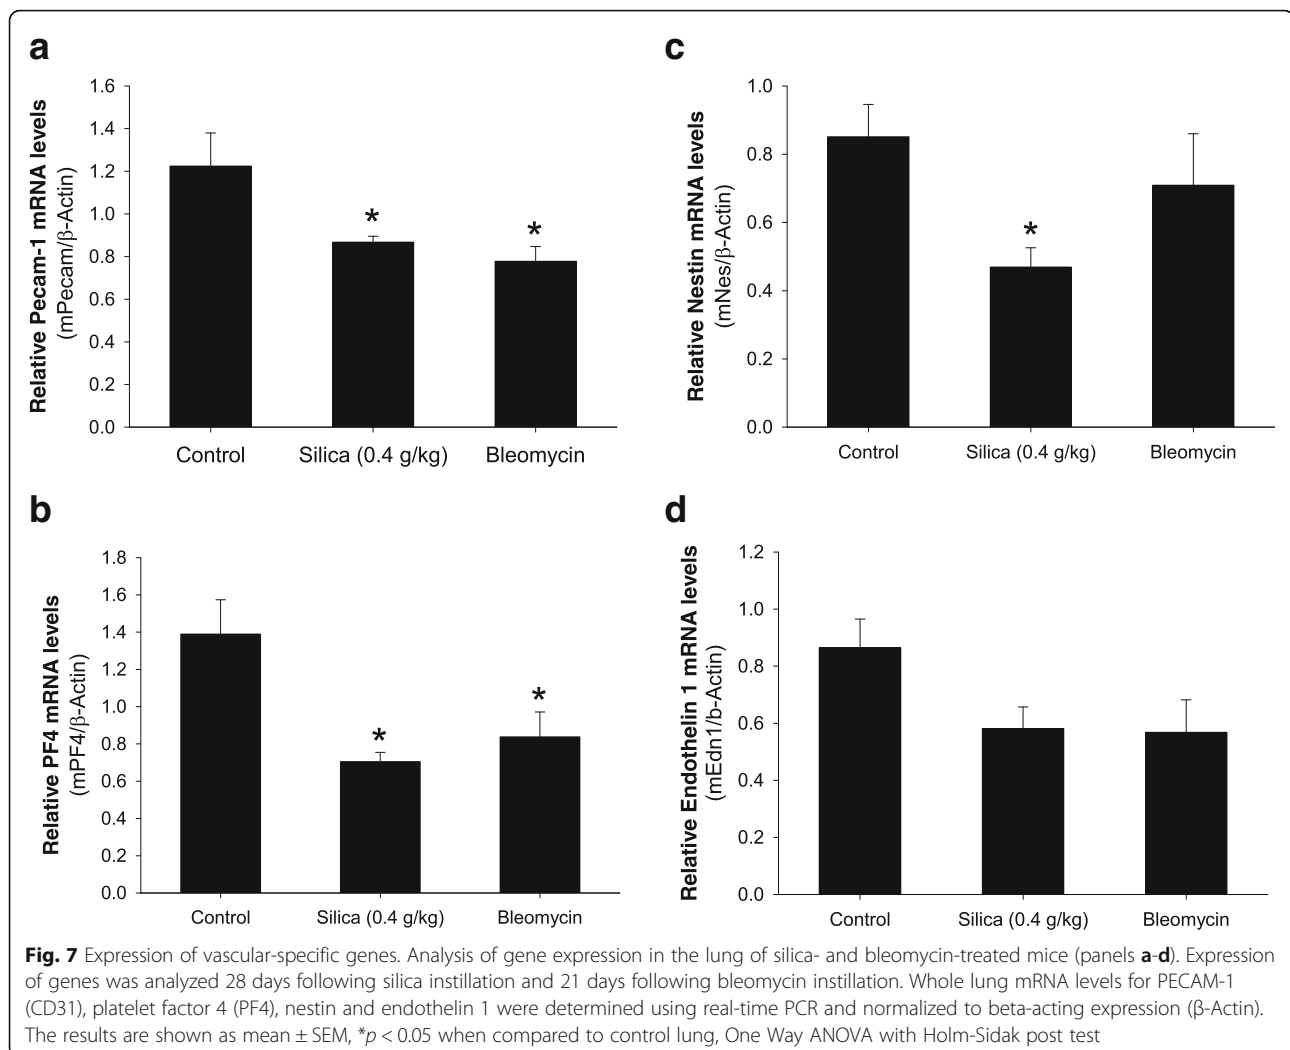 a
Relative Pecam-1 mRNA levels
(mPecam/β-Actin)
1.6
1.4
1.2
1.0
0.8
0.6
0.4
0.2
0.0
*
*
Control
Silica (0.4 g/kg)
Bleomycin
c
Relative Nestin mRNA levels
(mNes/β-Actin)
1.0
0.8
0.6
0.4
0.2
0.0
*
Control
Silica (0.4 g/kg)
Bleomycin
b
Relative PF4 mRNA levels
(mPF4/β-Actin)
1.8
1.6
1.4
1.2
1.0
0.8
0.6
0.4
0.2
0.0
*
*
Control
Silica (0.4 g/kg)
Bleomycin
d
Relative Endothelin 1 mRNA levels
(mEdn1/b-Actin)
1.2
1.0
0.8
0.6
0.4
0.2
0.0
Control
Silica (0.4 g/kg)
Bleomycin
Fig. 7 Expression of vascular-specific genes. Analysis of gene expression in the lung of silica- and bleomycin-treated mice (panels a-d). Expression
of genes was analyzed 28 days following silica instillation and 21 days following bleomycin instillation. Whole lung mRNA levels for PECAM-1
(CD31), platelet factor 4 (PF4), nestin and endothelin 1 were determined using real-time PCR and normalized to beta-acting expression (β-Actin).
The results are shown as mean ± SEM, *p < 0.05 when compared to control lung, One Way ANOVA with Holm-Sidak post test